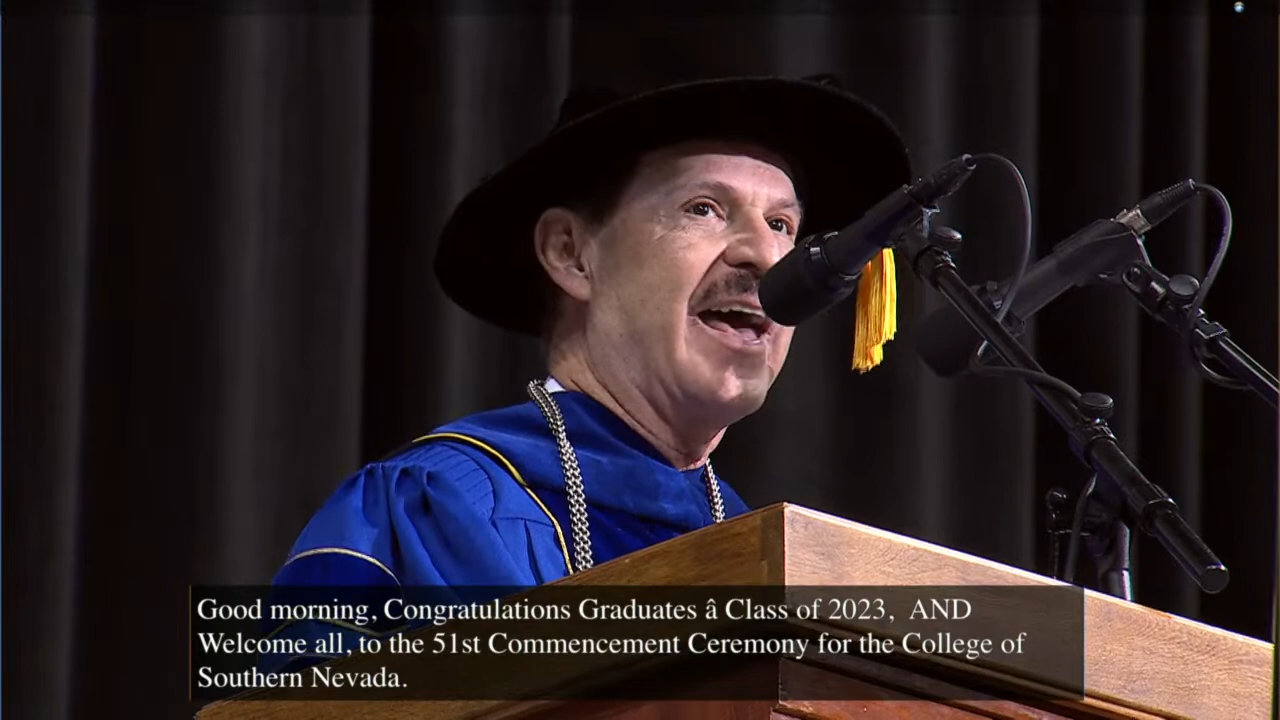 Good morning, Congratulations Graduates â Class of 2023,  AND
Welcome all, to the 51st Commencement Ceremony for the College of
Southern Nevada.